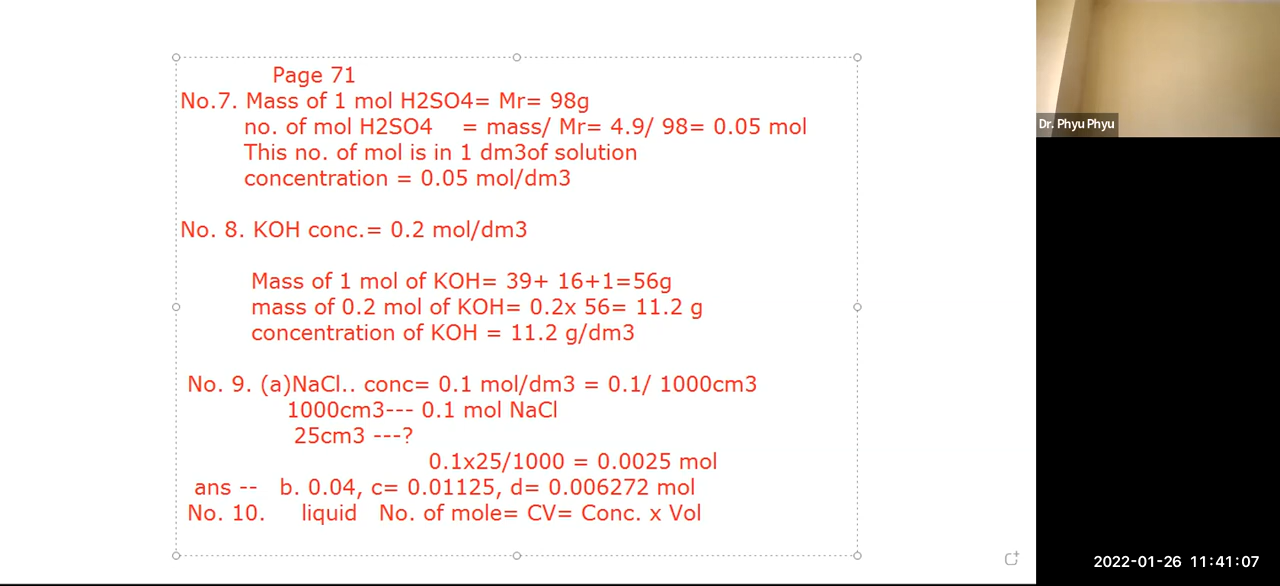 Page 71
No.7. Mass of 1 mol H2SO4= Mr= 98g
no. of mol H2SO4 = mass/ Mr= 4.9/ 98= 0.05 mol
This no. of mol is in 1 dm3of solution
concentration = 0.05 mol/dm3
No. 8. KOH conc.= 0.2 mol/dm3
Mass of 1 mol of KOH= 39+ 16+1=56g
mass of 0.2 mol of KOH= 0.2x 56= 11.2 g
concentration of KOH = 11.2 g/dm3
No. 9. (a)NaCl.. conc= 0.1 mol/dm3 = 0.1/ 1000cm3
1000cm3--- 0.1 mol NaCl
25cm3 ---?
0.1x25/1000 = 0.0025 mol
ans -- b. 0.04, c= 0.01125, d= 0.006272 mol
No. 10. liquid No. of mole= CV= Conc. x Vol
Dr. Phyu Phyu
2022-01-26 11:41:07